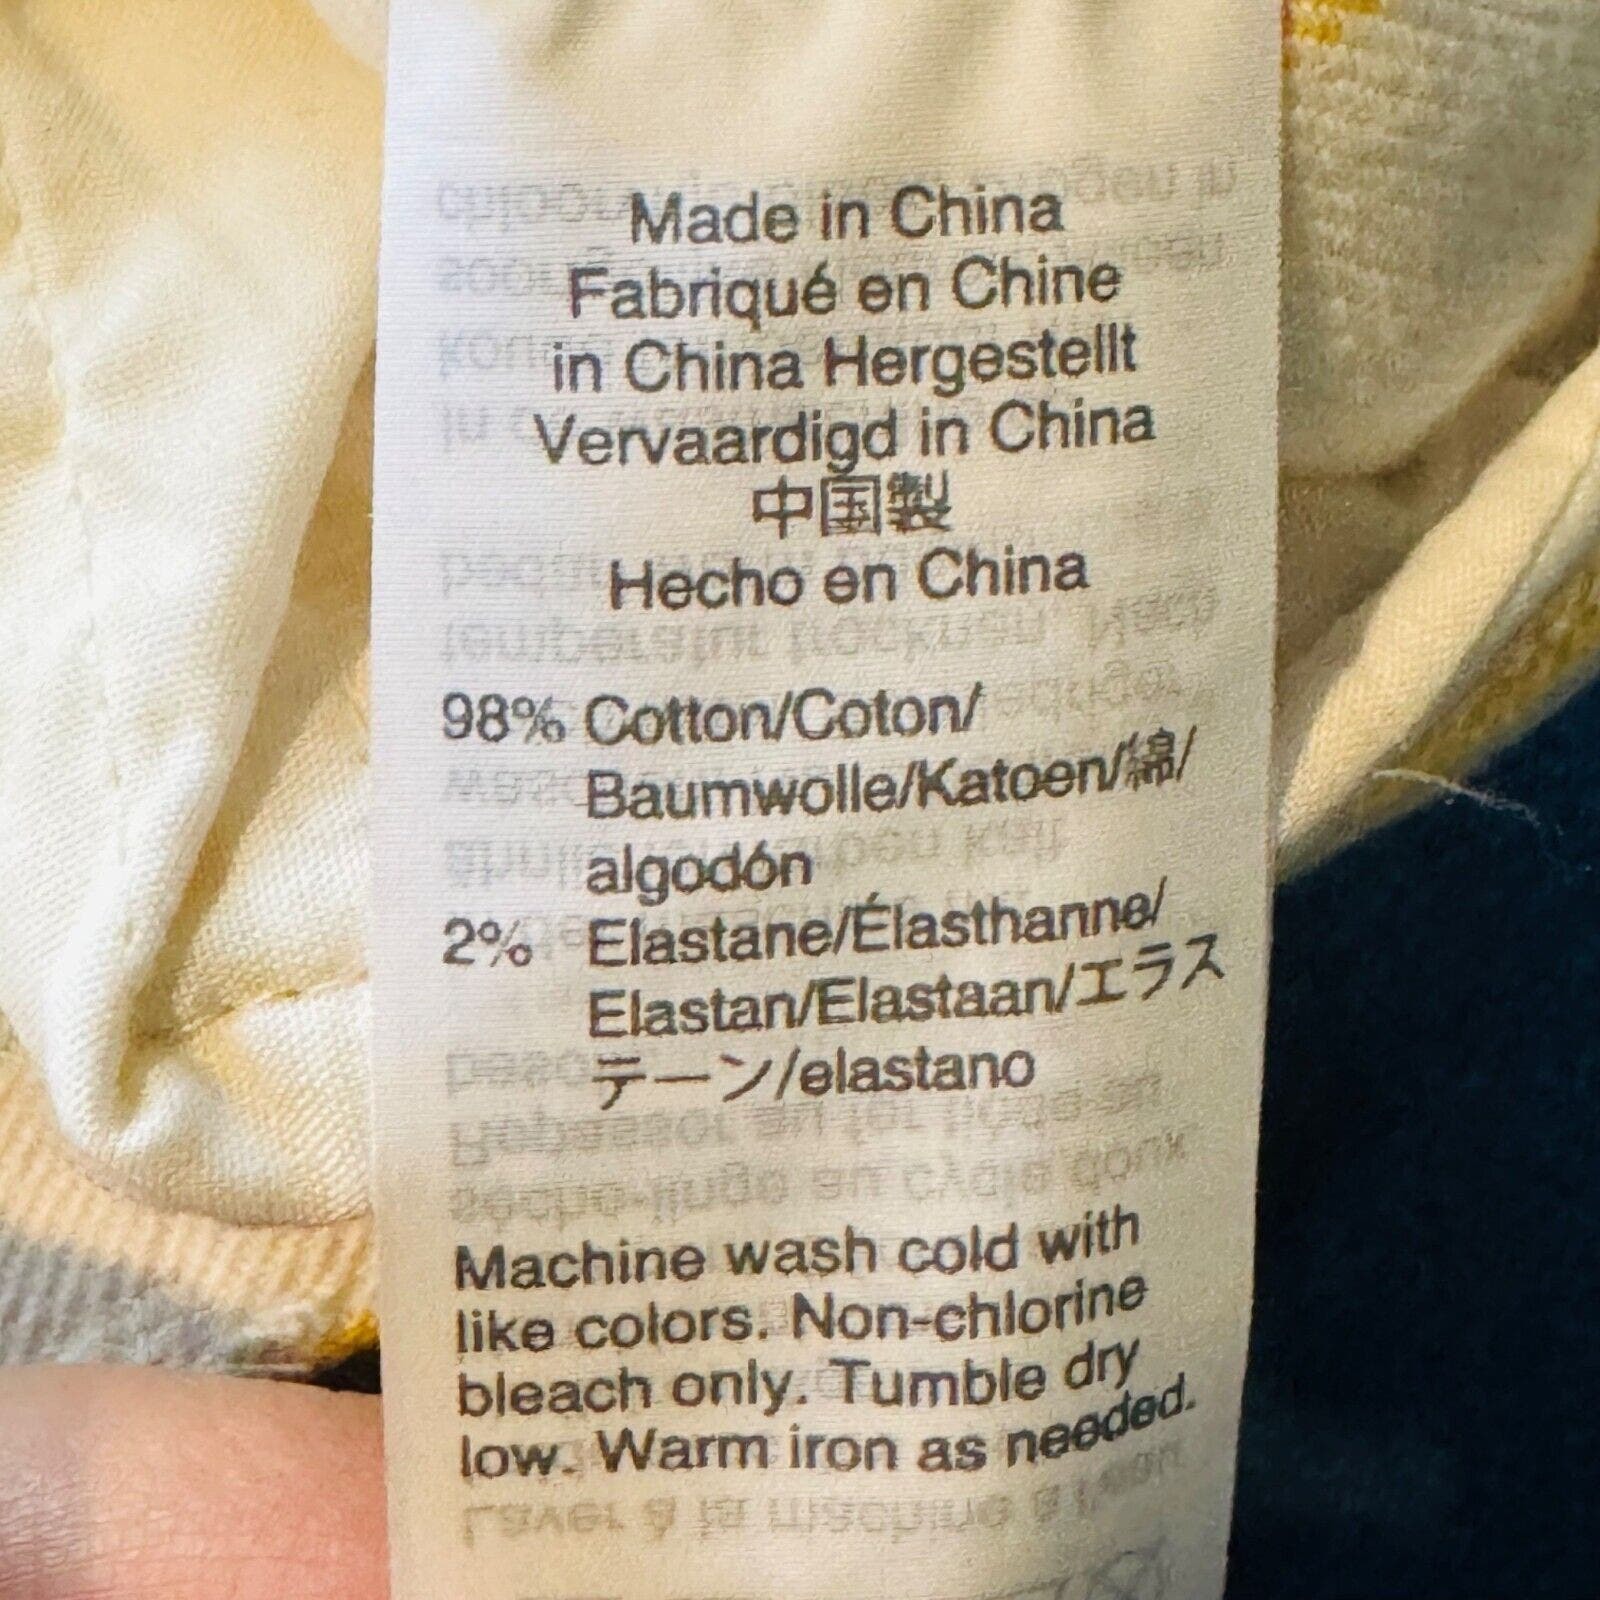 Made in China
Fabriqué en Chine
in China Hergestellt
Vervaardigd in China
中国製
Hecho en China
98% Cotton/Coton/
Baumwolle/Katoen/綿/
algodón
2% Elastane/Élasthanne/
Elastan/Elastaan/エラス
テーン/elastano
Machine wash cold with
like colors. Non-chlorine
bleach only. Tumble dry
low. Warm iron as needed.